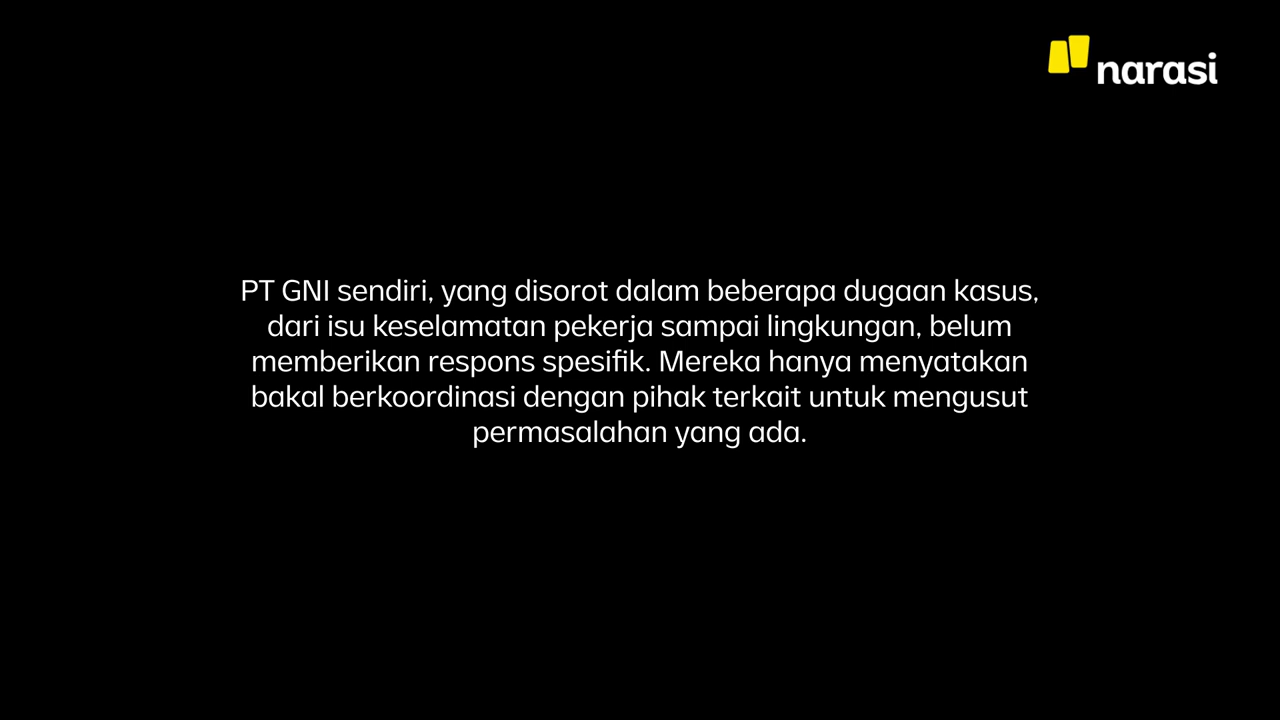 narasi
PT GNI sendiri, yang disorot dalam beberapa dugaan kasus,
dari isu keselamatan pekerja sampai lingkungan, belum
memberikan respons spesifik. Mereka hanya menyatakan
bakal berkoordinasi dengan pihak terkait untuk mengusut
permasalahan yang ada.